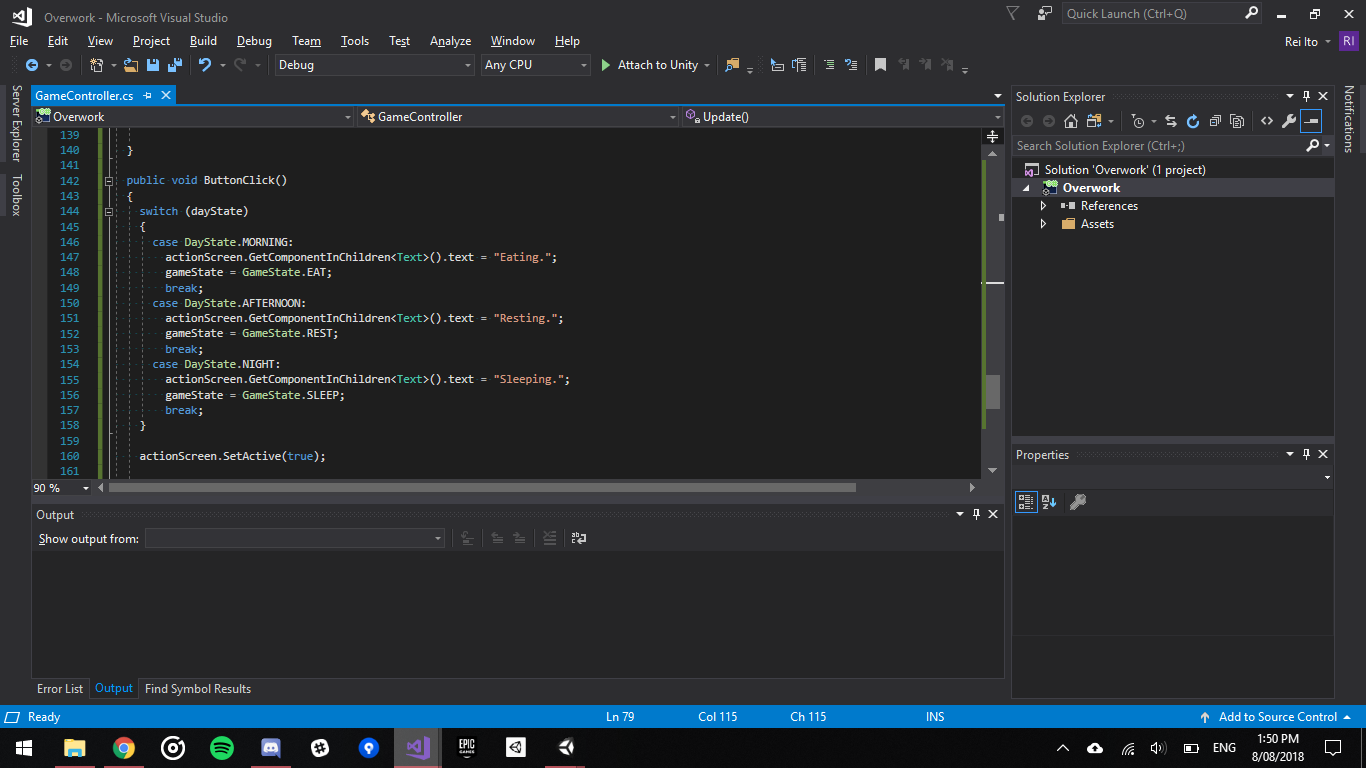 Overwork - Microsoft Visual Studio
Quick Launch (Ctrl+Q)
File Edit View Project Build Debug Team Tools Test Analyze Window Help
Rei Ito RI
Debug Any CPU Attach to Unity
Server Explorer
Toolbox
Notifications
GameController.cs
Overwork GameController Update()
139
140 }
141
142 public void ButtonClick()
143 {
144 switch (dayState)
145 {
146 case DayState.MORNING:
147 actionScreen.GetComponentInChildren<Text>().text = "Eating.";
148 gameState = GameState.EAT;
149 break;
150 case DayState.AFTERNOON:
151 actionScreen.GetComponentInChildren<Text>().text = "Resting.";
152 gameState = GameState.REST;
153 break;
154 case DayState.NIGHT:
155 actionScreen.GetComponentInChildren<Text>().text = "Sleeping.";
156 gameState = GameState.SLEEP;
157 break;
158 }
159
160 actionScreen.SetActive(true);
161
90 %
Solution Explorer
Search Solution Explorer (Ctrl+;)
Solution 'Overwork' (1 project)
Overwork
References
Assets
Properties
Output
Show output from:
Error List Output Find Symbol Results
Ready Ln 79 Col 115 Ch 115 INS Add to Source Control
EPIC GAMES
ENG 1:50 PM
8/08/2018